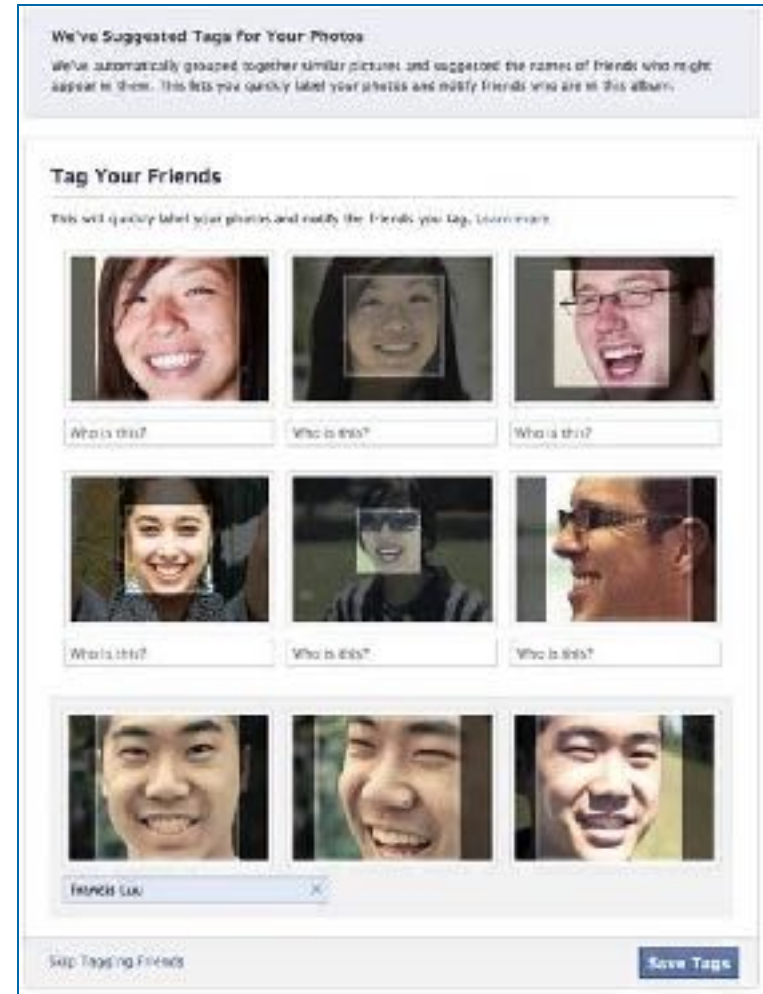 We've Suggested Tags For Your Photos
We've automatically grouped together similar pictures and suggested the names of friends who might
appear in them. This lets you quickly label your photos and notify friends who are in this album.
Tag Your Friends
This will quickly label your photos and notify the friends you tag. Learn more
Who is this? Who is this? Who is this?
Who is this? Who is this? Who is this?
Francis Luu
Skip Tagging Friends Save Tags